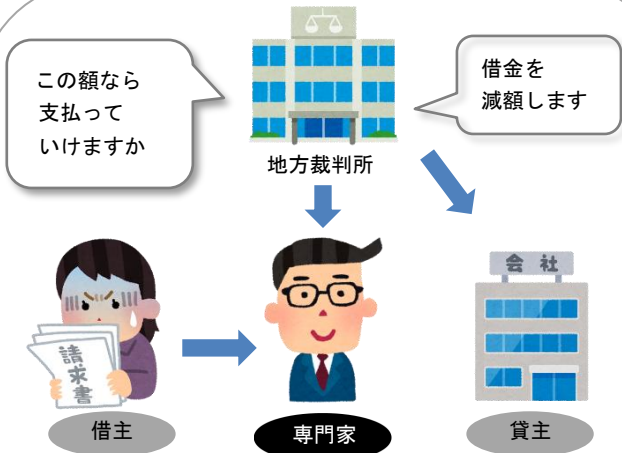 この額なら
支払って
いけますか
借金を
減額します
地方裁判所
会社
請求書
借主
専門家
貸主